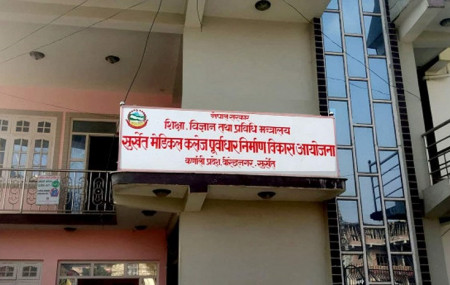 नेपाल सरकार
शिक्षा, विज्ञान तथा प्रविधि मन्त्रालय
सुर्खेत मेडिकल कलेज पूर्वाधार निर्माण विकास आयोजना
कर्णाली प्रदेश, वीरेन्द्रनगर, सुर्खेत